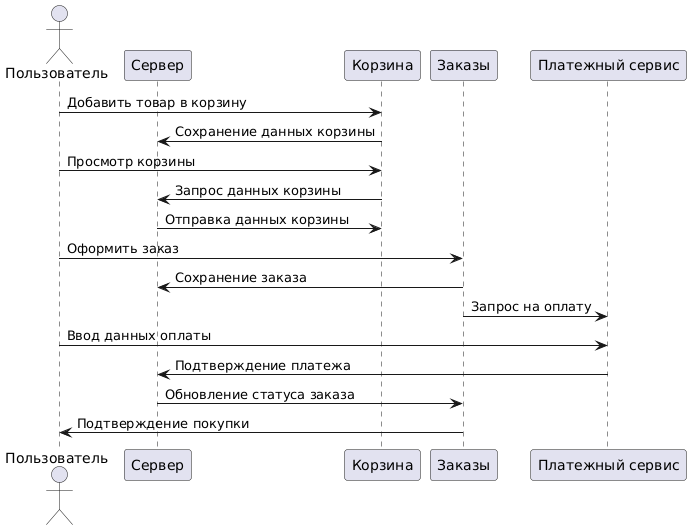 Пользователь
Сервер
Корзина
Заказы
Платежный сервис
Добавить товар в корзину
Сохранение данных корзины
Просмотр корзины
Запрос данных корзины
Отправка данных корзины
Оформить заказ
Сохранение заказа
Запрос на оплату
Ввод данных оплаты
Подтверждение платежа
Обновление статуса заказа
Подтверждение покупки
Пользователь
Сервер
Корзина
Заказы
Платежный сервис